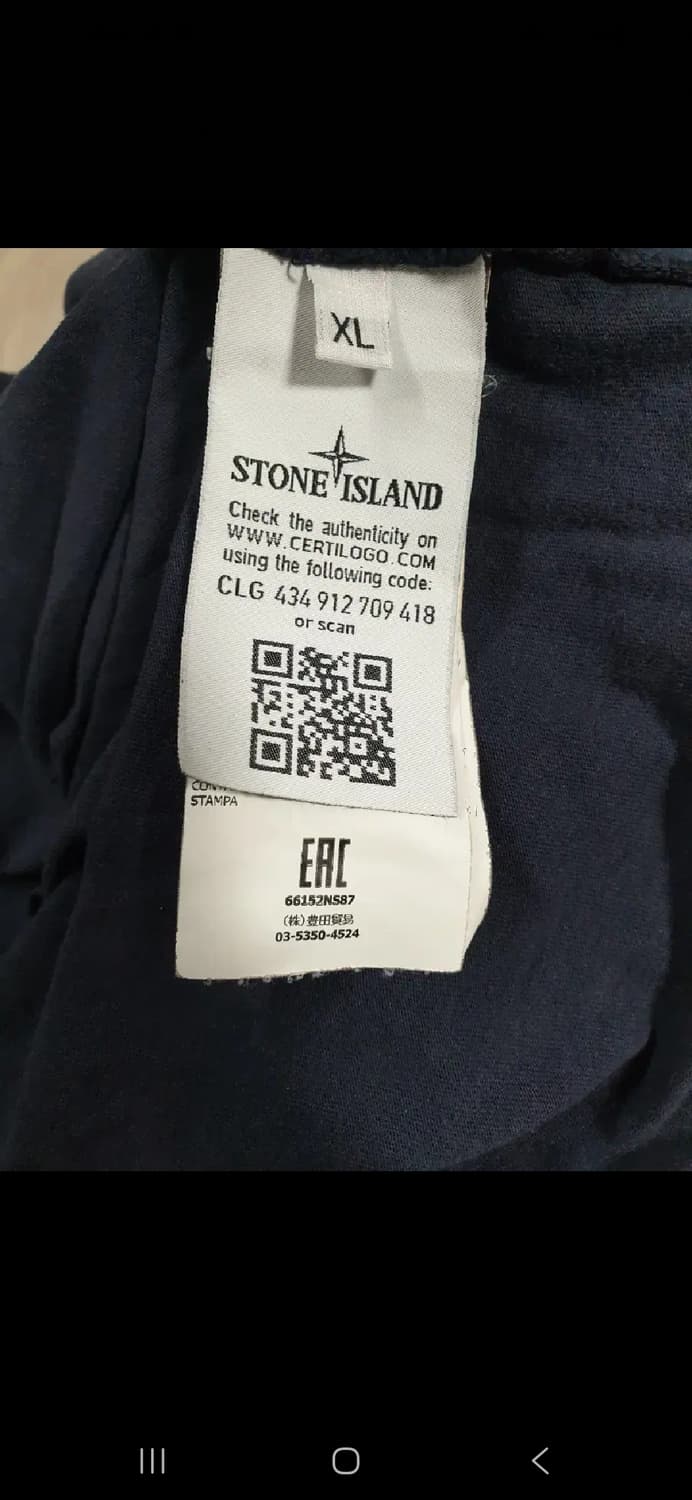 XL
STONE ISLAND
Check the authenticity on
WWW.CERTILOGO.COM
using the following code:
CLG 434 912 709 418
or scan
STAMPA
EAC
66152NS87
(株)豊田貿易
03-5350-4524